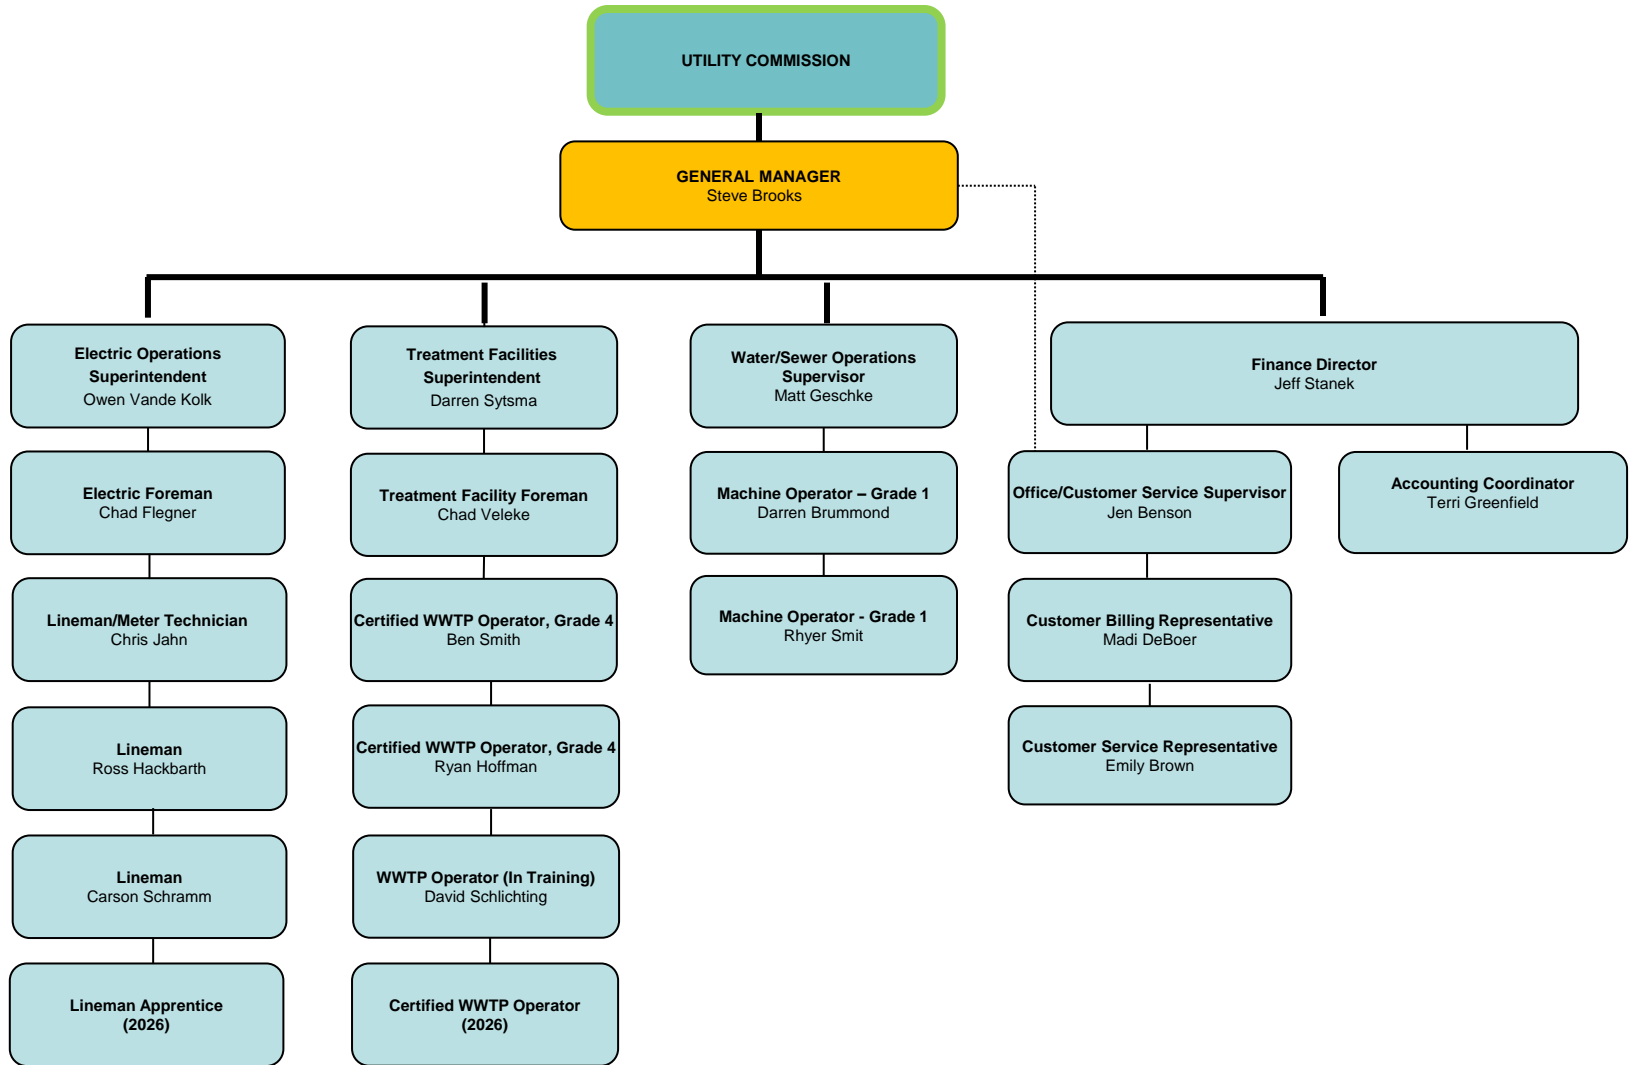 UTILITY COMMISSION
GENERAL MANAGER
Steve Brooks
Electric Operations
Superintendent
Owen Vande Kolk
Treatment Facilities
Superintendent
Darren Sytsma
Water/Sewer Operations
Supervisor
Matt Geschke
Finance Director
Jeff Stanek
Electric Foreman
Chad Flegner
Treatment Facility Foreman
Chad Veleke
Machine Operator – Grade 1
Darren Brummond
Office/Customer Service Supervisor
Jen Benson
Accounting Coordinator
Terri Greenfield
Lineman/Meter Technician
Chris Jahn
Certified WWTP Operator, Grade 4
Ben Smith
Machine Operator - Grade 1
Rhyer Smit
Customer Billing Representative
Madi DeBoer
Lineman
Ross Hackbarth
Certified WWTP Operator, Grade 4
Ryan Hoffman
Customer Service Representative
Emily Brown
Lineman
Carson Schramm
WWTP Operator (In Training)
David Schlichting
Lineman Apprentice
(2026)
Certified WWTP Operator
(2026)